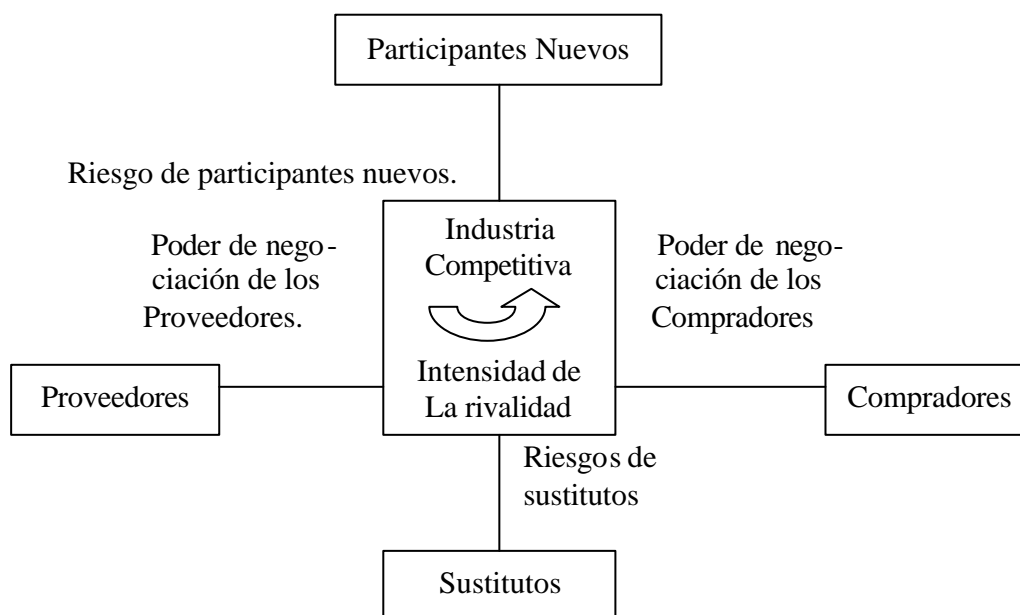 Participantes Nuevos
Riesgo de participantes nuevos.
Industria
Competitiva
Poder de nego-
ciación de los
Proveedores.
Poder de nego-
ciación de los
Compradores
Intensidad de
La rivalidad
Proveedores
Compradores
Riesgos de
sustitutos
Sustitutos